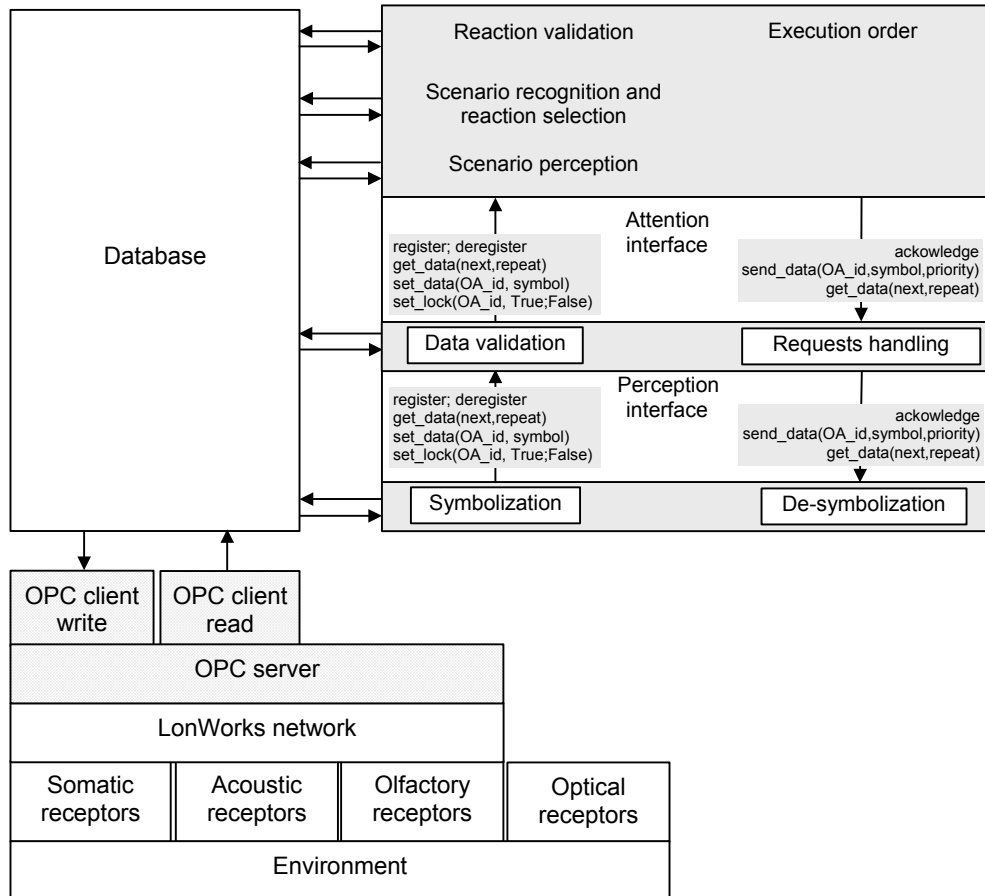 Reaction validation
Execution order
Scenario recognition and
reaction selection
Scenario perception
Database
Attention
interface
register; deregister
get_data(next,repeat)
set_data(OA_id, symbol)
set_lock(OA_id, True;False)
ackowledge
send_data(OA_id,symbol,priority)
get_data(next,repeat)
Data validation
Requests handling
Perception
interface
register; deregister
get_data(next,repeat)
set_data(OA_id, symbol)
set_lock(OA_id, True;False)
ackowledge
send_data(OA_id,symbol,priority)
get_data(next,repeat)
Symbolization
De-symbolization
OPC client
write
OPC client
read
OPC server
LonWorks network
Somatic
receptors
Acoustic
receptors
Olfactory
receptors
Optical
receptors
Environment